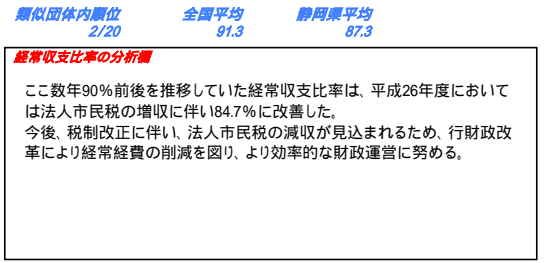 類似団体内順位 全国平均 静岡県平均
2/20 91.3 87.3
経常収支比率の分析欄
ここ数年90％前後を推移していた経常収支比率は、平成26年度において
は法人市民税の増収に伴い84.7％に改善した。
今後、税制改正に伴い、法人市民税の減収が見込まれるため、行財政改
革により経常経費の削減を図り、より効率的な財政運営に努める。